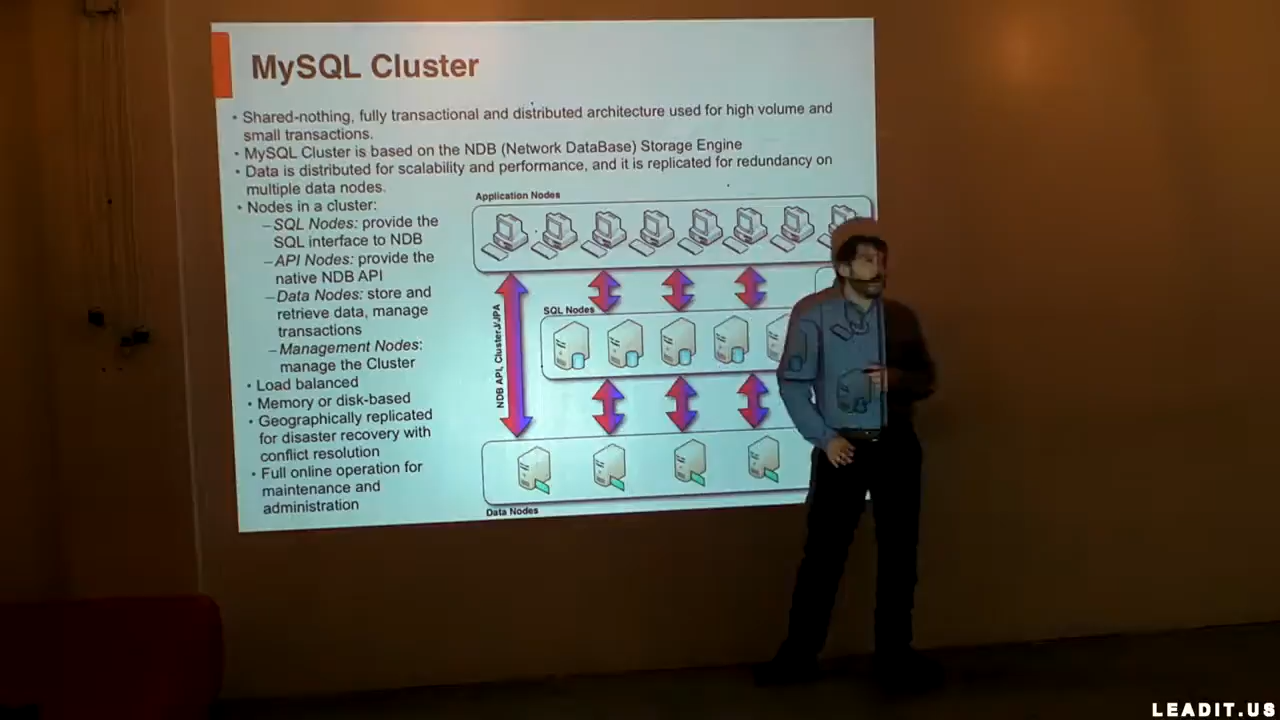 MySQL Cluster
• Shared-nothing, fully transactional and distributed architecture used for high volume and
small transactions.
• MySQL Cluster is based on the NDB (Network DataBase) Storage Engine
• Data is distributed for scalability and performance, and it is replicated for redundancy on
multiple data nodes.
• Nodes in a cluster:
–SQL Nodes: provide the
SQL interface to NDB
–API Nodes: provide the
native NDB API
–Data Nodes: store and
retrieve data, manage
transactions
–Management Nodes:
manage the Cluster
• Load balanced
• Memory or disk-based
• Geographically replicated
for disaster recovery with
conflict resolution
• Full online operation for
maintenance and
administration
Application Nodes
NDB API, ClusterJ/JPA
SQL Nodes
Data Nodes
LEADIT.US